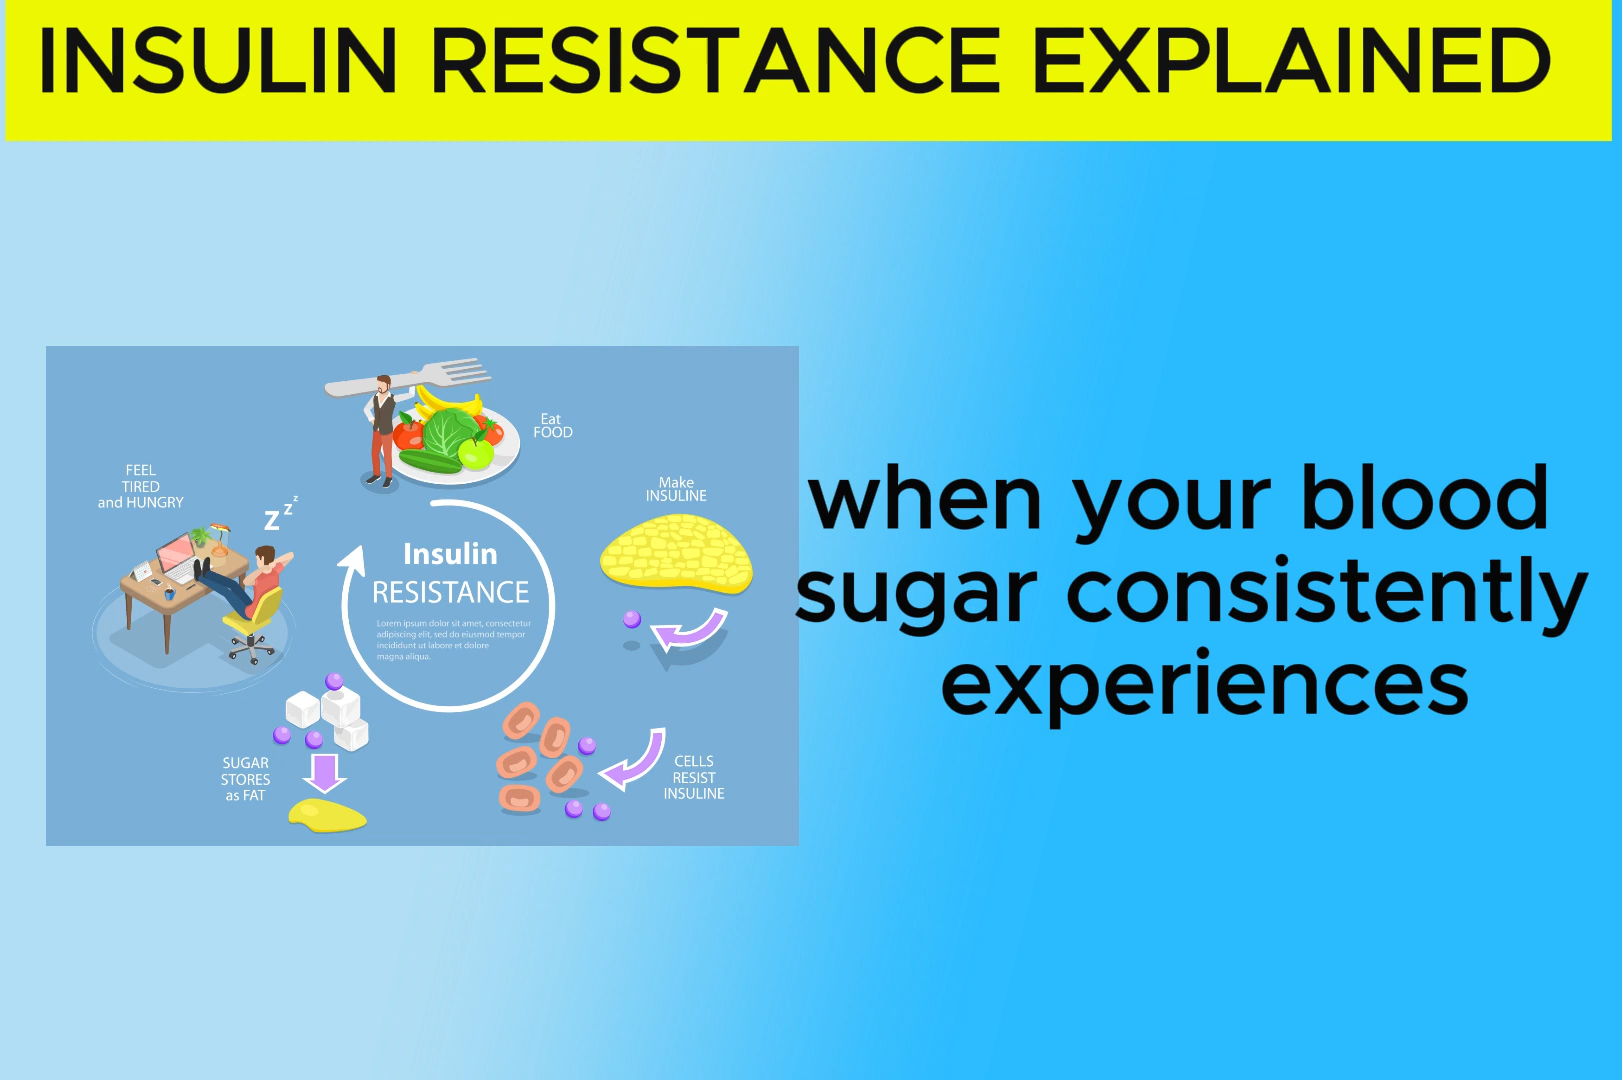 INSULIN RESISTANCE EXPLAINED
Eat
FOOD
FEEL
TIRED
and HUNGRY
z z z
Make
INSULINE
Insulin
RESISTANCE
Lorem ipsum dolor sit amet, consectetur
adipiscing elit, sed do eiusmod tempor
incididunt ut labore et dolore
magna aliqua.
SUGAR
STORES
as FAT
CELLS
RESIST
INSULINE
when your blood
sugar consistently
experiences